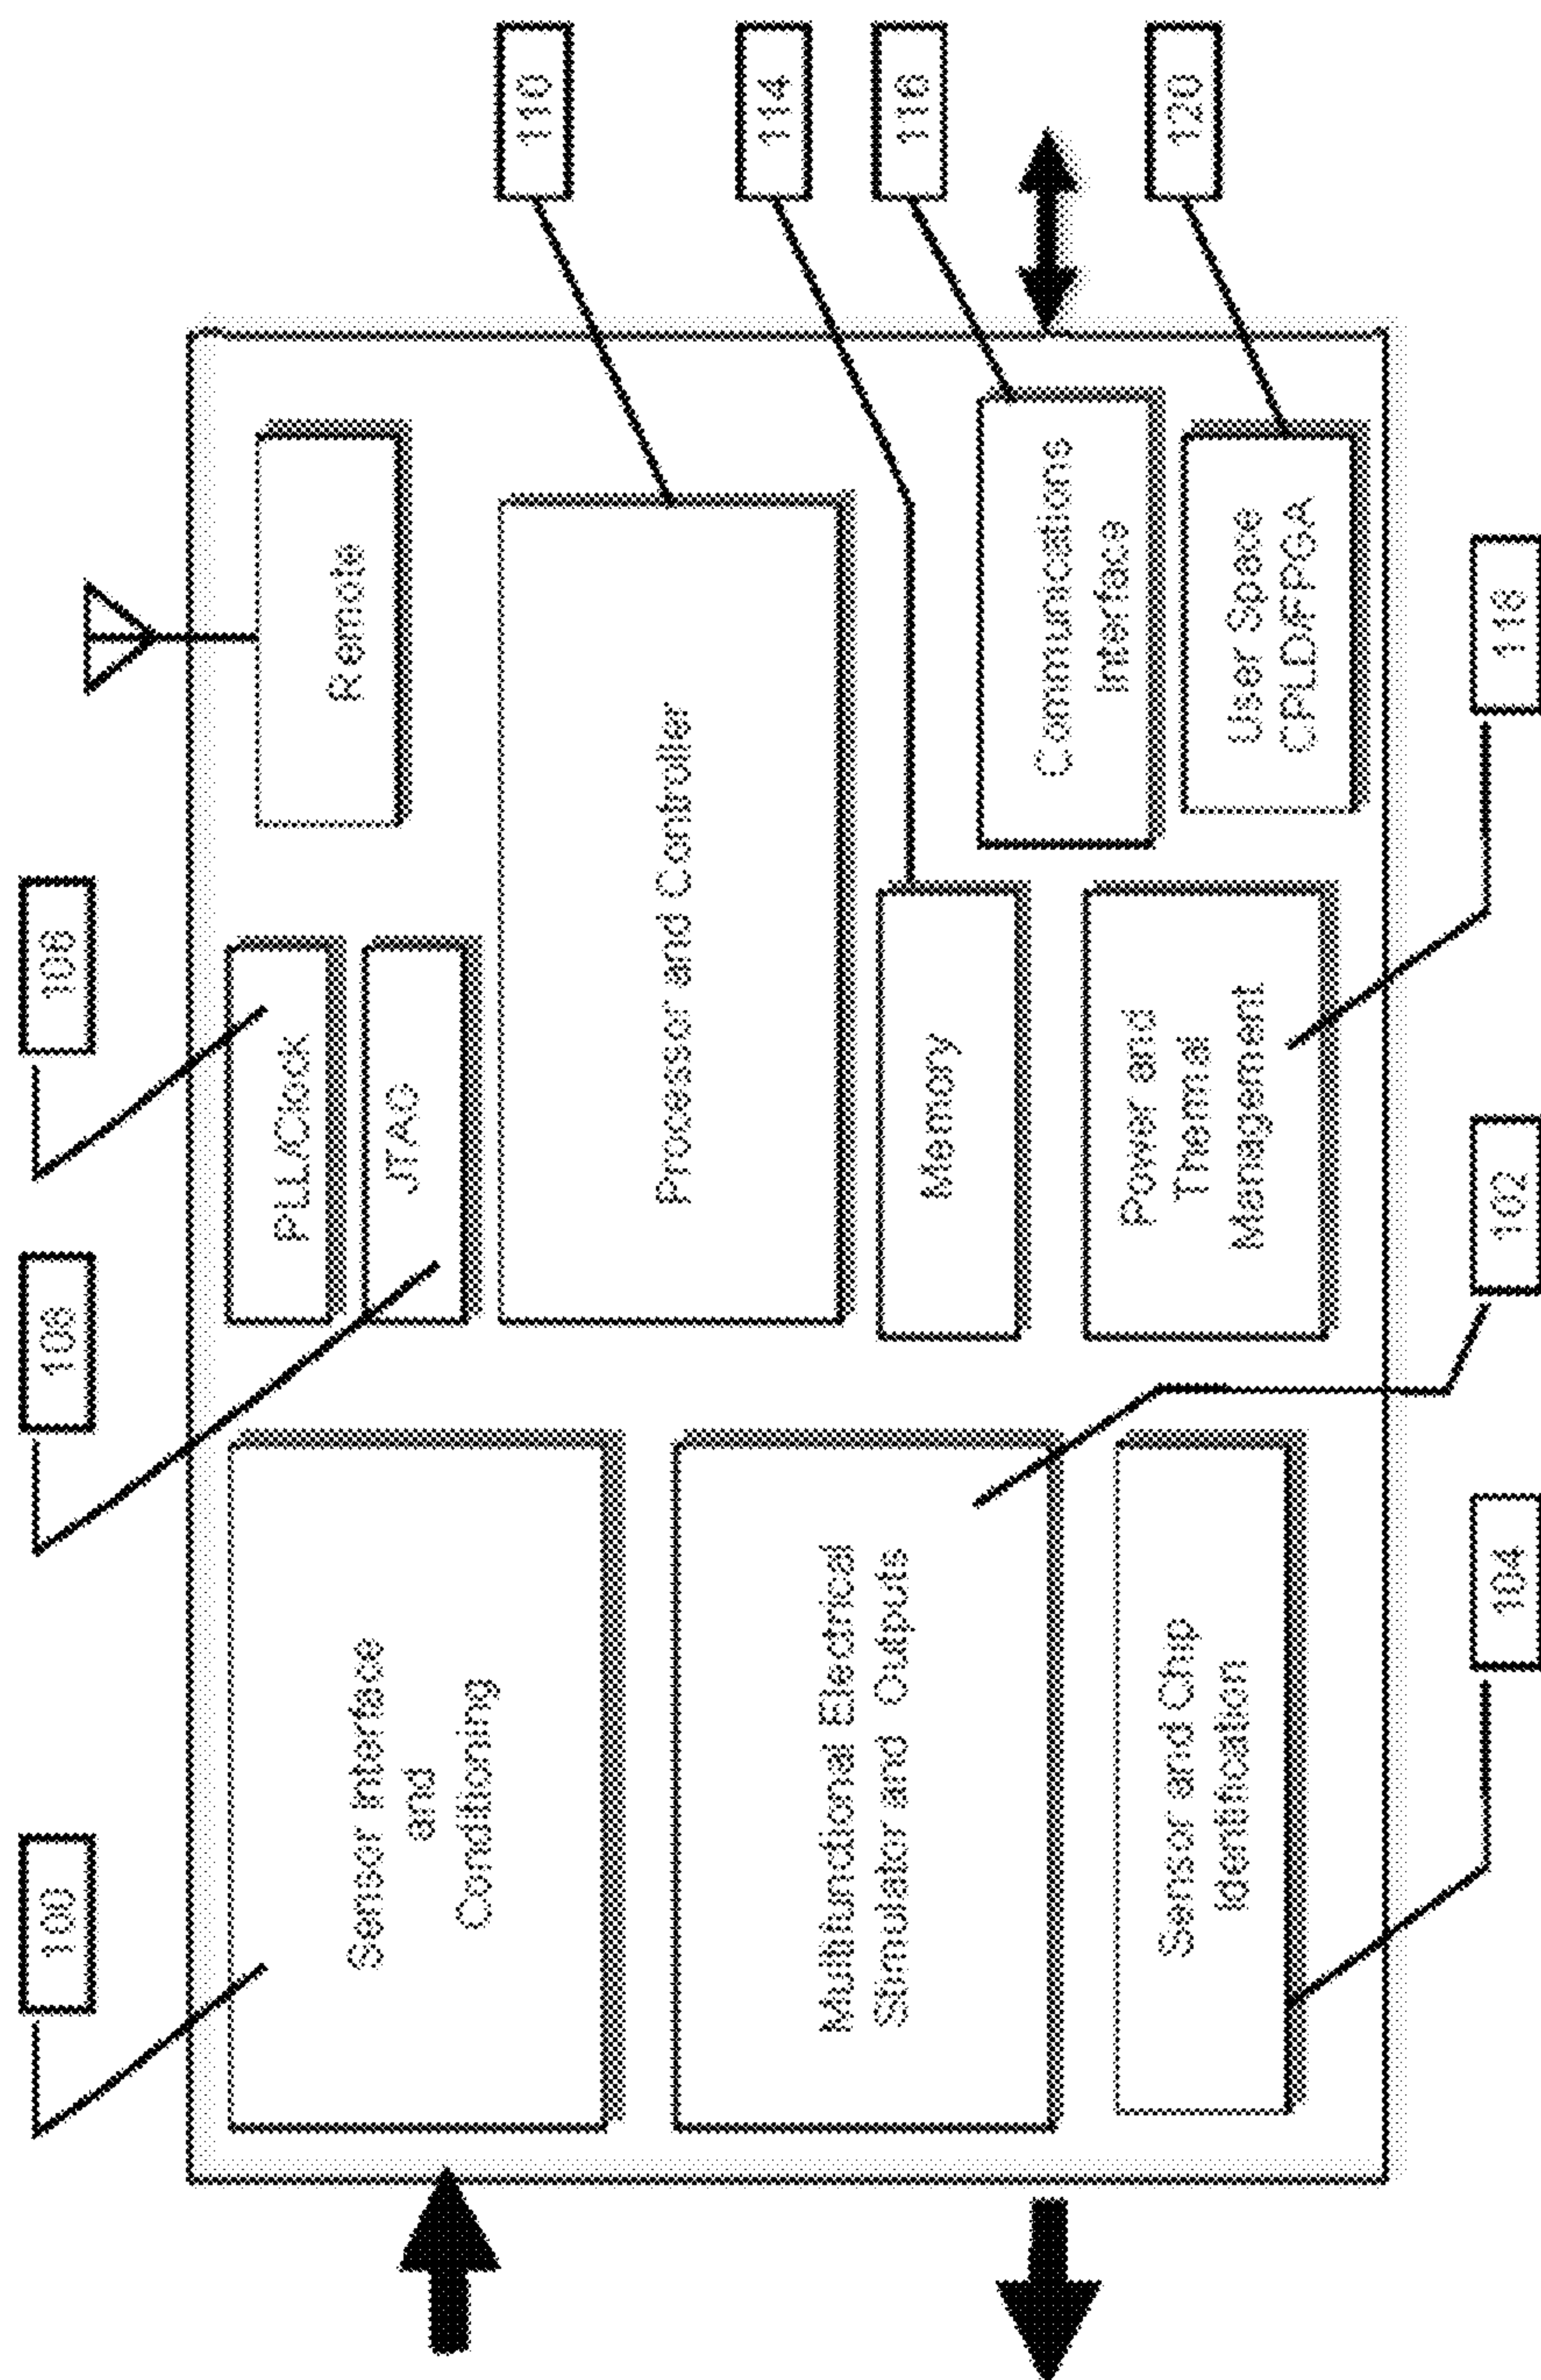 100
106
108
Remote
PLL/Clock
JTAG
Sensor Interface
and
Conditioning
Processor and Controller
110
Multifunctional Electrical
Stimulator and Outputs
Memory
114
116
Communications
Interface
Power and
Thermal
Management
Sensor and Chip
Identification
User Space
CPLD/FPGA
120
104
102
118